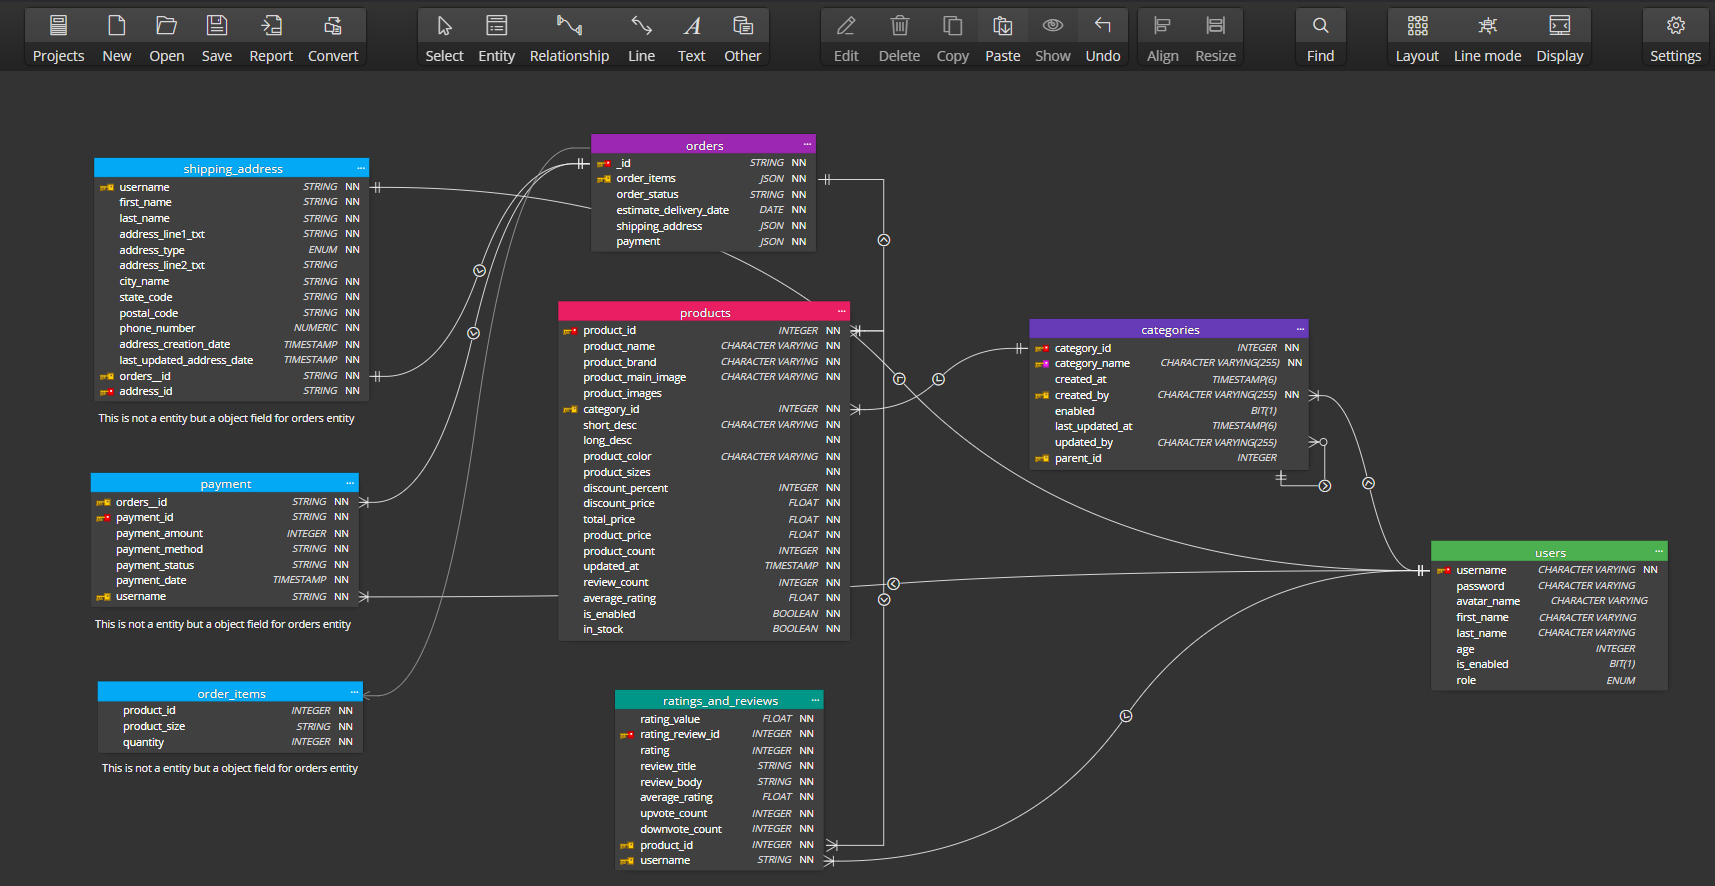 Projects New Open Save Report Convert Select Entity Relationship Line Text Other Edit Delete Copy Paste Show Undo Align Resize Find Layout Line mode Display Settings
shipping_address ...
username STRING NN
first_name STRING NN
last_name STRING NN
address_line1_txt STRING NN
address_type ENUM NN
address_line2_txt STRING
city_name STRING NN
state_code STRING NN
postal_code STRING NN
phone_number NUMERIC NN
address_creation_date TIMESTAMP NN
last_updated_address_date TIMESTAMP NN
orders__id STRING NN
address_id STRING NN
This is not a entity but a object field for orders entity
payment ...
orders__id STRING NN
payment_id STRING NN
payment_amount INTEGER NN
payment_method STRING NN
payment_status STRING NN
payment_date TIMESTAMP NN
username STRING NN
This is not a entity but a object field for orders entity
order_items ...
product_id INTEGER NN
product_size STRING NN
quantity INTEGER NN
This is not a entity but a object field for orders entity
orders ...
_id STRING NN
order_items JSON NN
order_status STRING NN
estimate_delivery_date DATE NN
shipping_address JSON NN
payment JSON NN
products ...
product_id INTEGER NN
product_name CHARACTER VARYING NN
product_brand CHARACTER VARYING NN
product_main_image CHARACTER VARYING NN
product_images
category_id INTEGER NN
short_desc CHARACTER VARYING NN
long_desc NN
product_color CHARACTER VARYING NN
product_sizes NN
discount_percent INTEGER NN
discount_price FLOAT NN
total_price FLOAT NN
product_price FLOAT NN
product_count INTEGER NN
updated_at TIMESTAMP NN
review_count INTEGER NN
average_rating FLOAT NN
is_enabled BOOLEAN NN
in_stock BOOLEAN NN
ratings_and_reviews ...
rating_value FLOAT NN
rating_review_id INTEGER NN
rating INTEGER NN
review_title STRING NN
review_body STRING NN
average_rating FLOAT NN
upvote_count INTEGER NN
downvote_count INTEGER NN
product_id INTEGER NN
username STRING NN
categories ...
category_id INTEGER NN
category_name CHARACTER VARYING(255) NN
created_at TIMESTAMP(6)
created_by CHARACTER VARYING(255) NN
enabled BIT(1)
last_updated_at TIMESTAMP(6)
updated_by CHARACTER VARYING(255)
parent_id INTEGER
users ...
username CHARACTER VARYING NN
password CHARACTER VARYING
avatar_name CHARACTER VARYING
first_name CHARACTER VARYING
last_name CHARACTER VARYING
age INTEGER
is_enabled BIT(1)
role ENUM